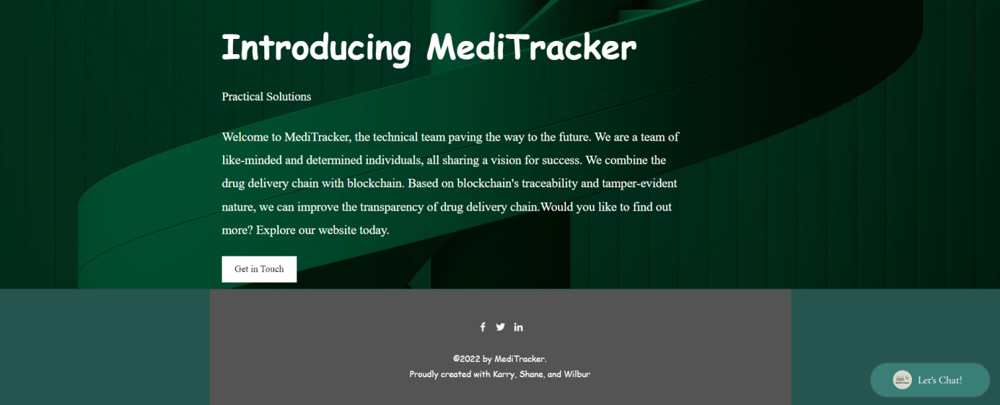 Introducing MediTracker
Practical Solutions
Welcome to MediTracker, the technical team paving the way to the future. We are a team of
like-minded and determined individuals, all sharing a vision for success. We combine the
drug delivery chain with blockchain. Based on blockchain's traceability and tamper-evident
nature, we can improve the transparency of drug delivery chain.Would you like to find out
more? Explore our website today.
Get in Touch
©2022 by MediTracker.
Proudly created with Karry, Shane, and Wilbur
Let's Chat!